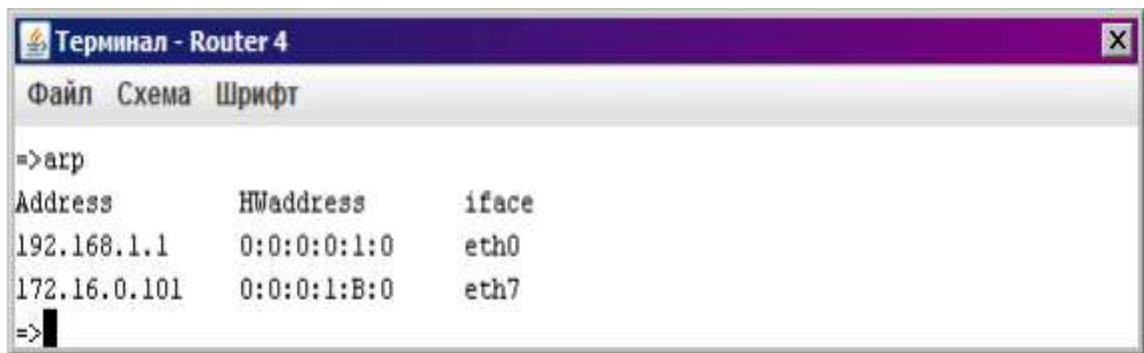 Терминал - Router 4
Файл Схема Шрифт
=>arp
Address HWaddress iface
192.168.1.1 0:0:0:0:1:0 eth0
172.16.0.101 0:0:0:1:B:0 eth7
=>